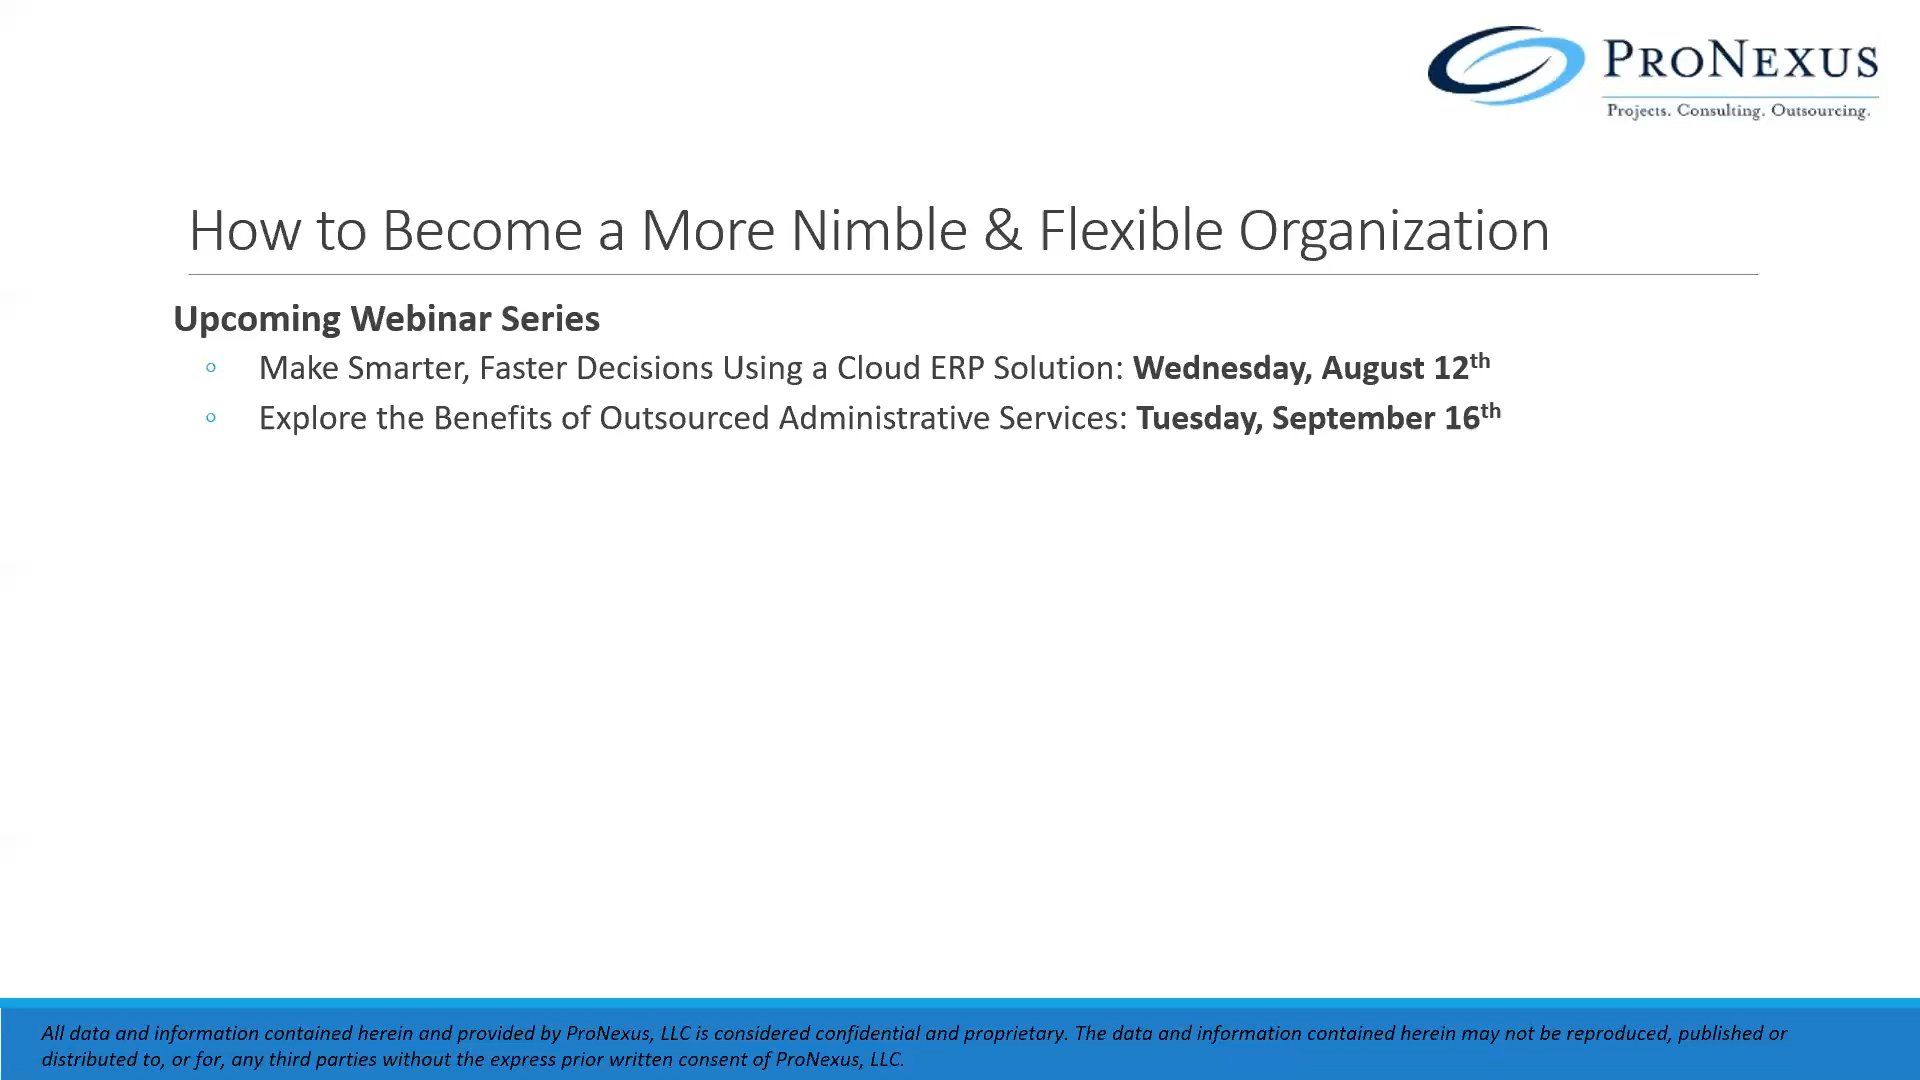 PRONEXUS
Projects. Consulting. Outsourcing.
How to Become a More Nimble & Flexible Organization
Upcoming Webinar Series
◦ Make Smarter, Faster Decisions Using a Cloud ERP Solution: Wednesday, August 12th
◦ Explore the Benefits of Outsourced Administrative Services: Tuesday, September 16th
All data and information contained herein and provided by ProNexus, LLC is considered confidential and proprietary. The data and information contained herein may not be reproduced, published or
distributed to, or for, any third parties without the express prior written consent of ProNexus, LLC.